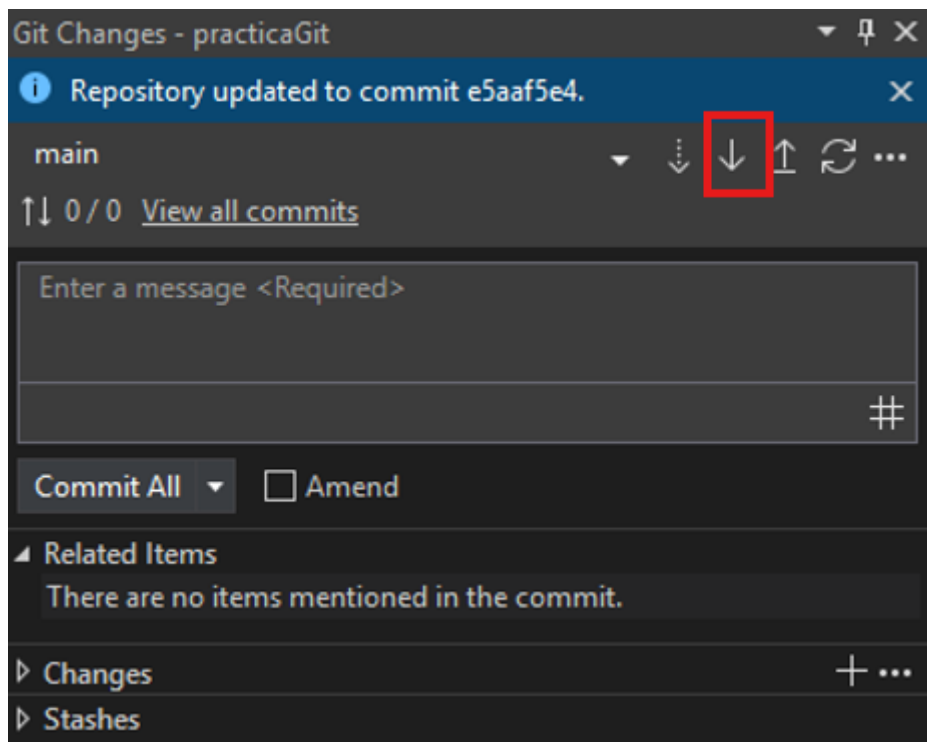 Git Changes - practicaGit
Repository updated to commit e5aaf5e4.
main
0 / 0 View all commits
Enter a message <Required>
Commit All Amend
Related Items
There are no items mentioned in the commit.
Changes
Stashes